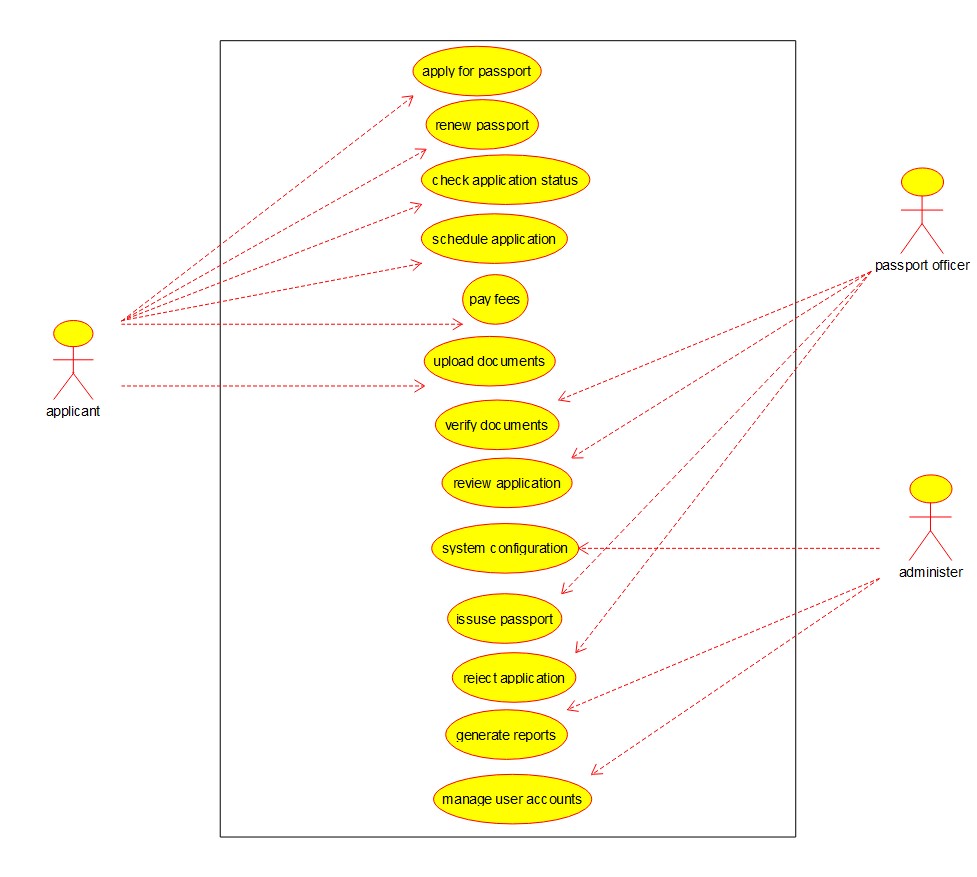 apply for passport
renew passport
check application status
schedule application
pay fees
upload documents
verify documents
review application
system configuration
issuse passport
reject application
generate reports
manage user accounts
applicant
passport officer
administer